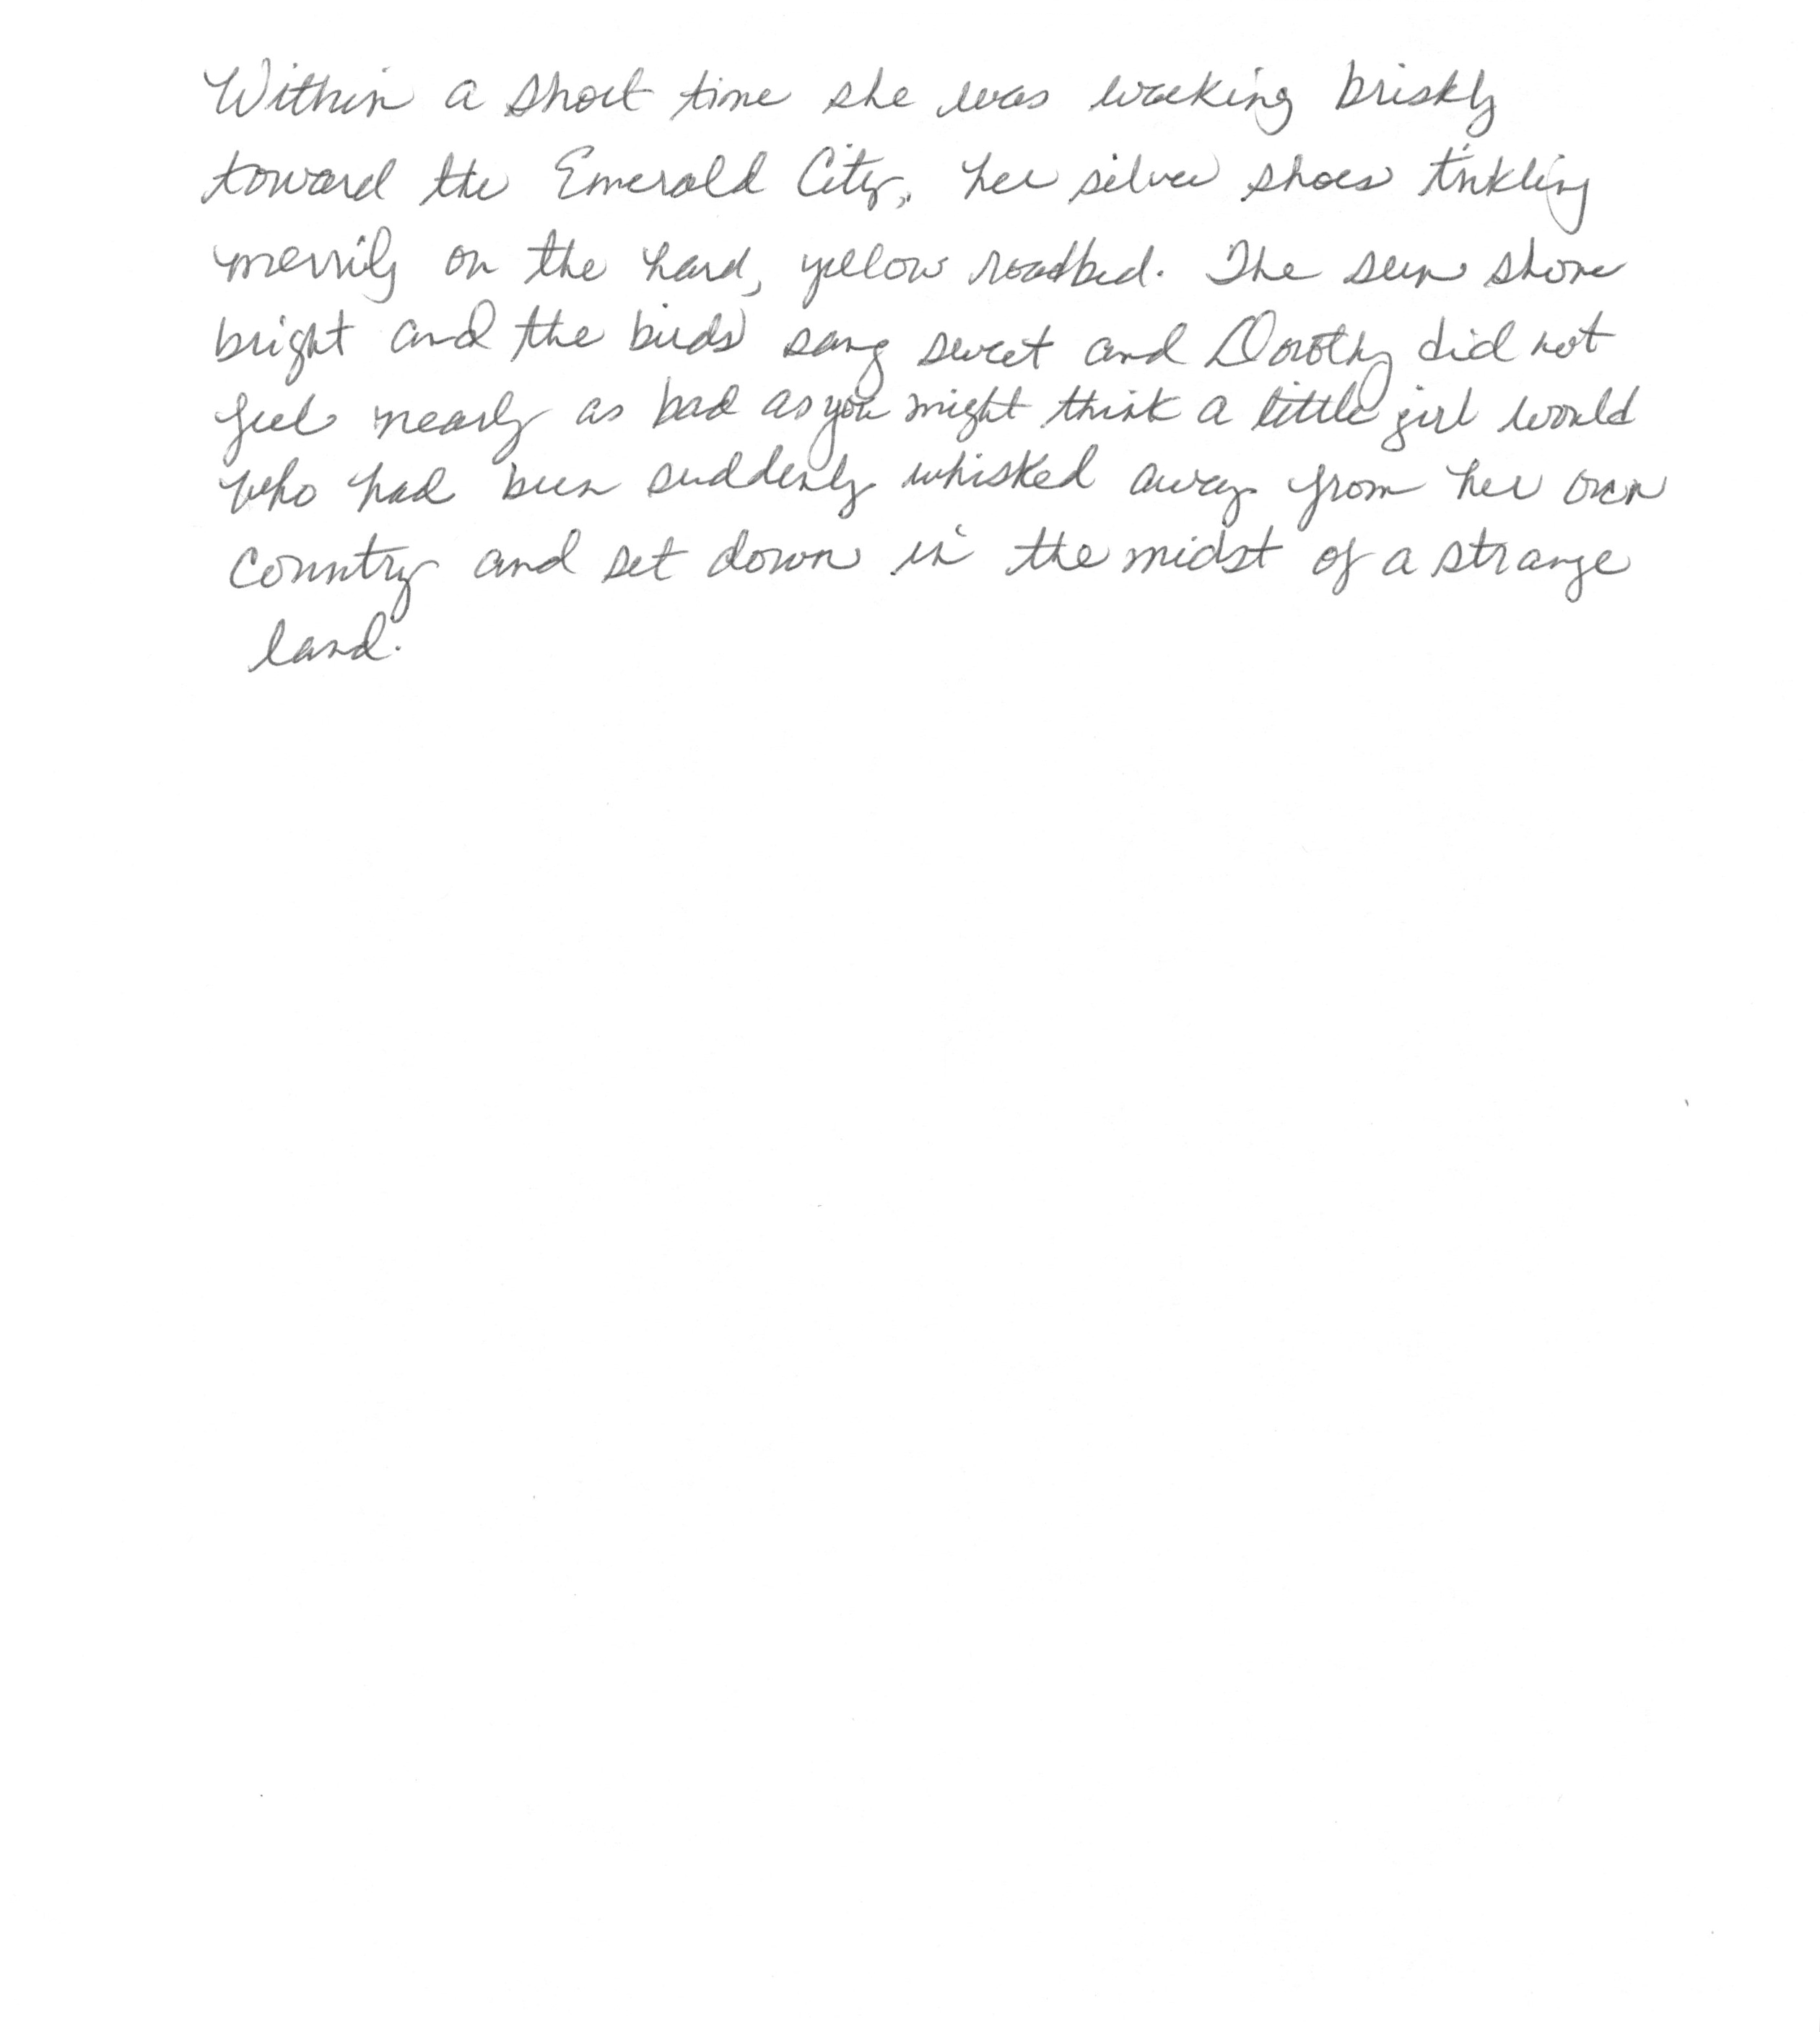 Within a short time she was walking briskly
toward the Emerald City, her silver shoes tinkling
merrily on the hard, yellow roadbed. The sun shone
bright and the birds sang sweet and Dorothy did not
feel nearly as bad as you might think a little girl would
who had been suddenly whisked away from her own
country and set down in the midst of a strange
land.